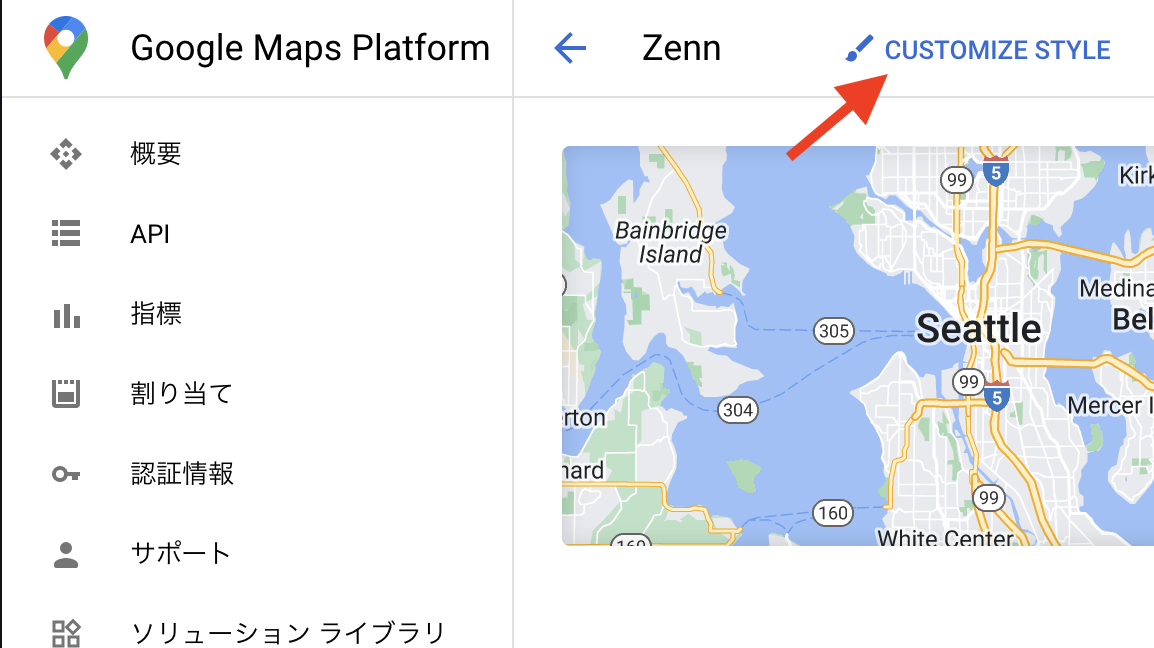 Google Maps Platform
Zenn
CUSTOMIZE STYLE
概要
API
指標
割り当て
認証情報
サポート
ソリューション ライブラリ
99
5
Kirk
Bainbridge
Island
Medina
305
Seattle
Bel
99
5
304
Mercer I
rton
nard
99
160
White Center
160